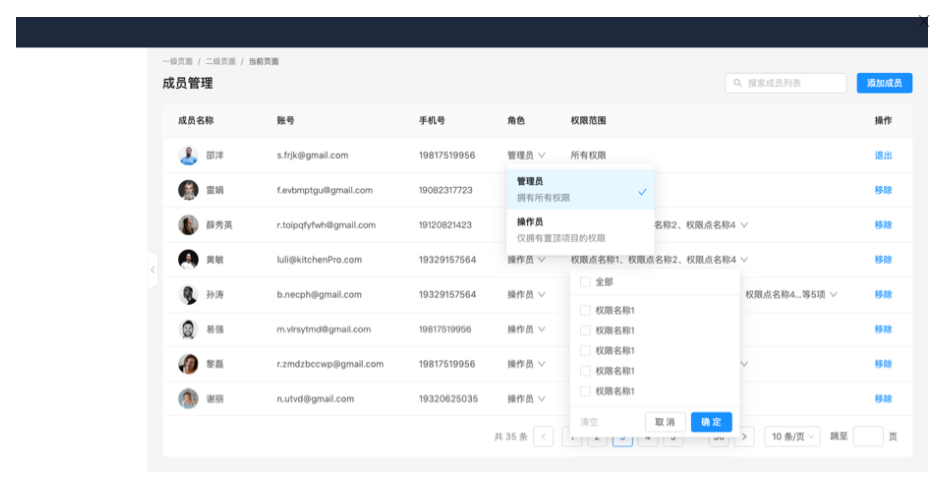 一级页面 / 二级页面 / 当前页面
成员管理
搜索成员列表
添加成员
成员名称 账号 手机号 角色 权限范围 操作
邵洋 s.frjk@gmail.com 19817519956 管理员 所有权限 退出
雷娟 f.evbmptgu@gmail.com 19082317723 移除
管理员
拥有所有权限
薛秀英 r.toipqfyfwh@gmail.com 19120821423 名称2、权限点名称4 移除
操作员
仅拥有置顶项目的权限
黄敏 luli@kitchenPro.com 19329157564 操作员 权限点名称1、权限点名称2、权限点名称4 移除
孙涛 b.necph@gmail.com 19329157564 操作员 权限点名称4...等5项 移除
易强 m.vlrsytmd@gmail.com 19817519956 操作员 移除
黎磊 r.zmdzbccwp@gmail.com 19817519956 操作员 移除
谢丽 n.utvd@gmail.com 19320625035 操作员 移除
全部
权限名称1
权限名称1
权限名称1
权限名称1
权限名称1
清空 取消 确定
共 35 条 < 1 2 3 4 5 50 > 10 条/页 跳至 页